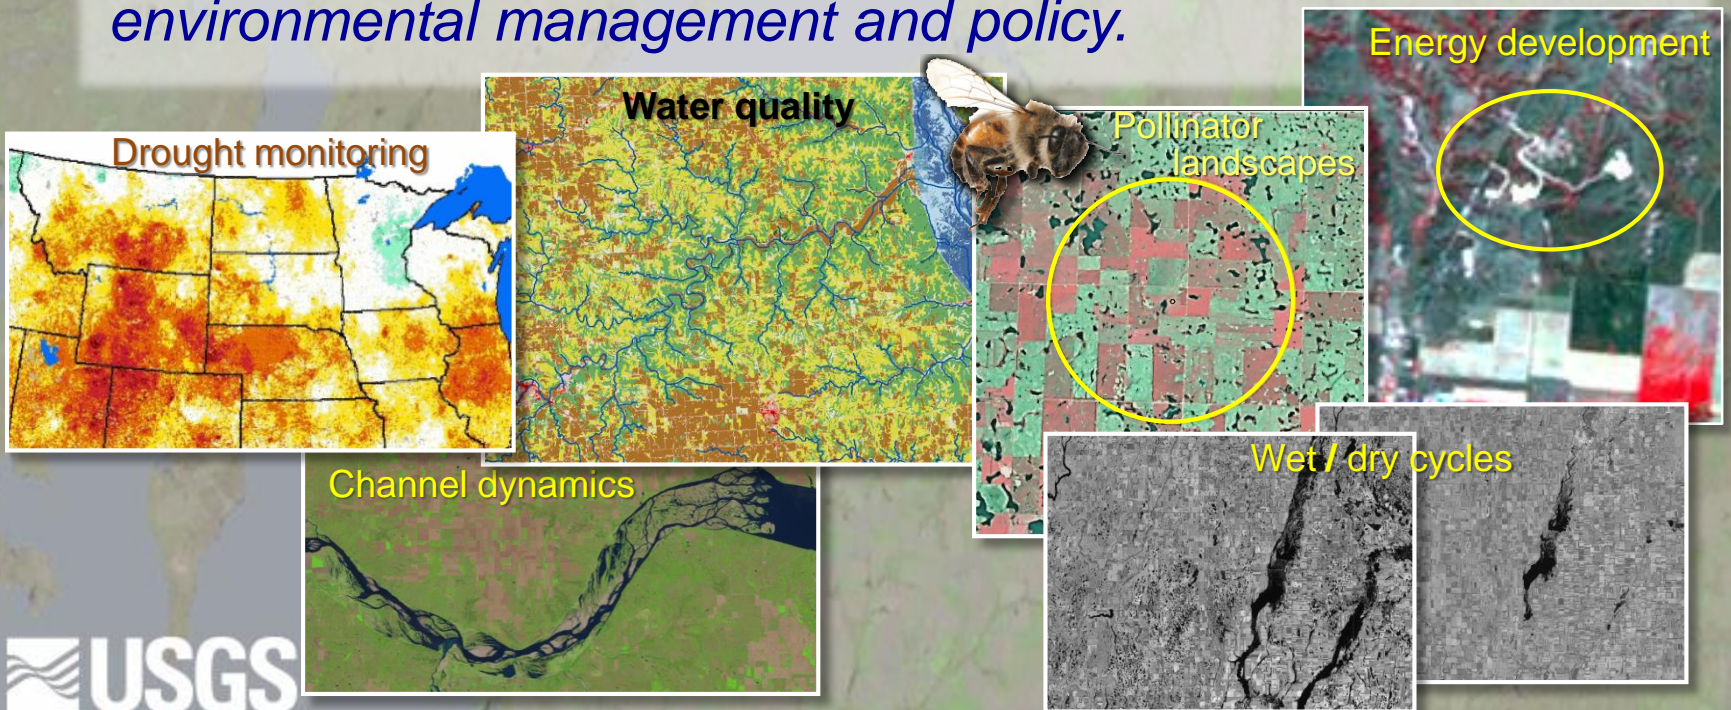 environmental management and policy.
Energy development
Water quality
Pollinator
landscapes
Drought monitoring
Channel dynamics
Wet / dry cycles
USGS